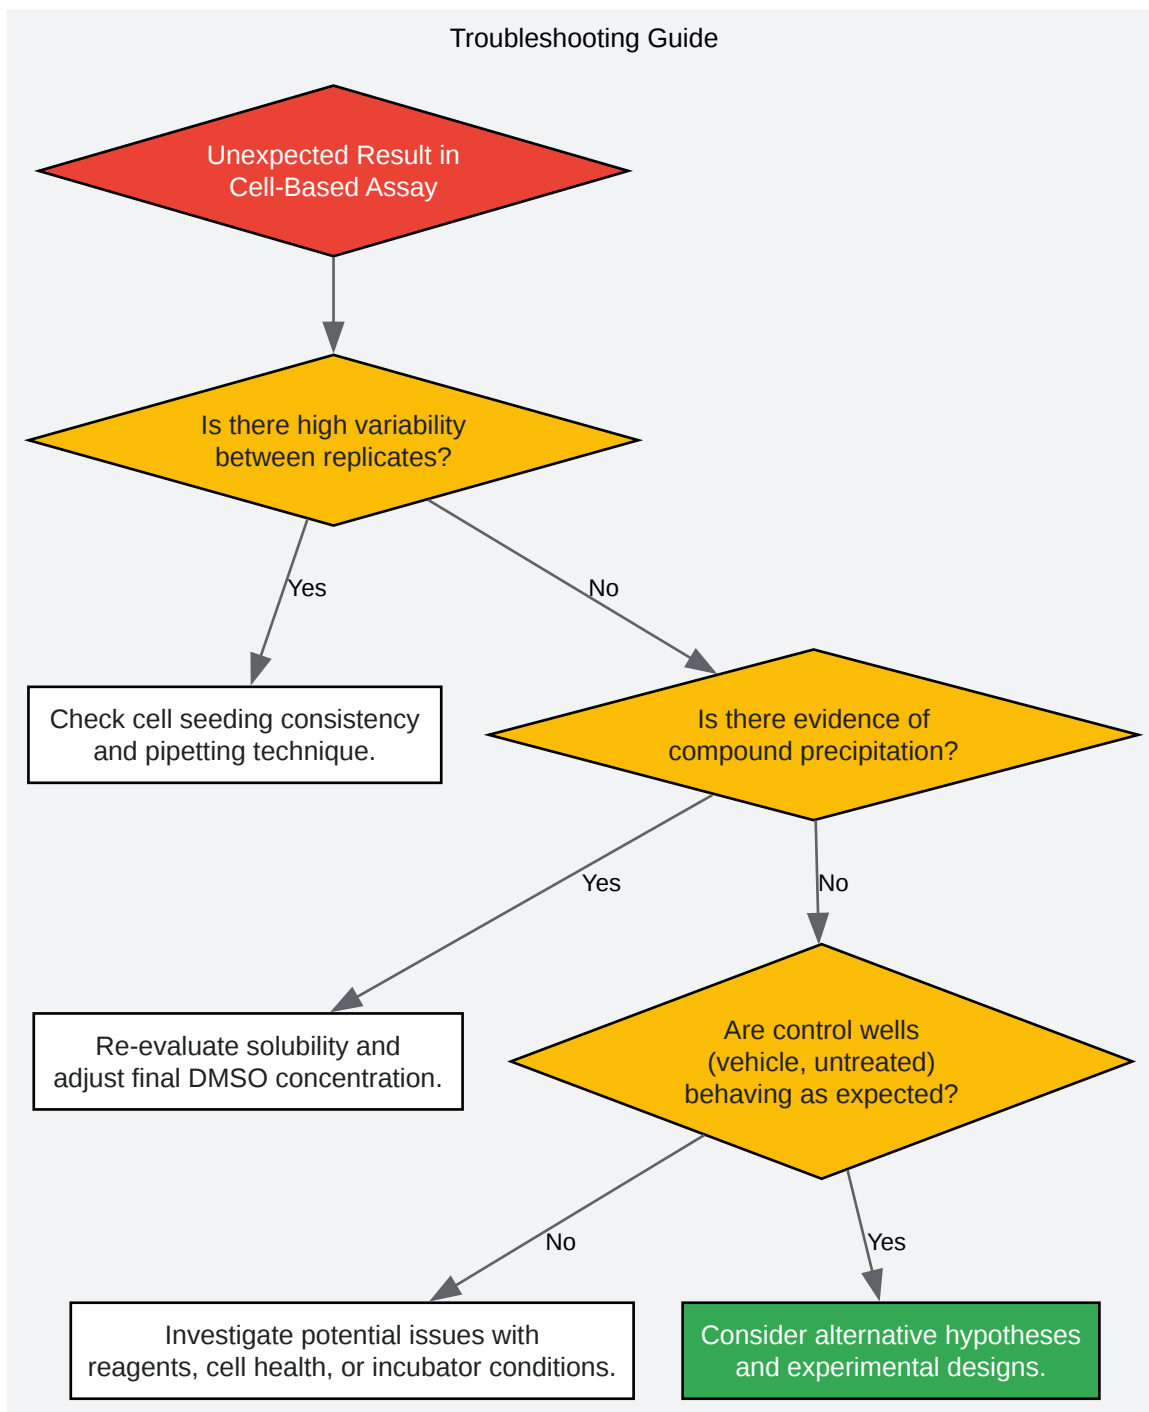 Troubleshooting Guide
Unexpected Result in
Cell-Based Assay
Is there high variability
between replicates?
Yes
No
Check cell seeding consistency
and pipetting technique.
Is there evidence of
compound precipitation?
Yes
No
Re-evaluate solubility and
adjust final DMSO concentration.
Are control wells
(vehicle, untreated)
behaving as expected?
No
Yes
Investigate potential issues with
reagents, cell health, or incubator conditions.
Consider alternative hypotheses
and experimental designs.